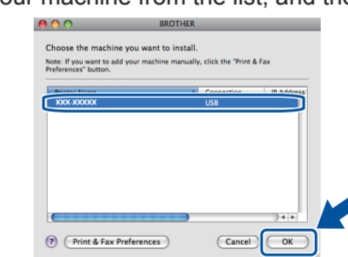 our machine from the list, and the
BROTHER
Choose the machine you want to install.
Note: If you want to add your machine manually, click the "Print & Fax
Preferences" button.
Printer Name Connection IP Address
XXX-XXXXX USB
? Print & Fax Preferences Cancel OK